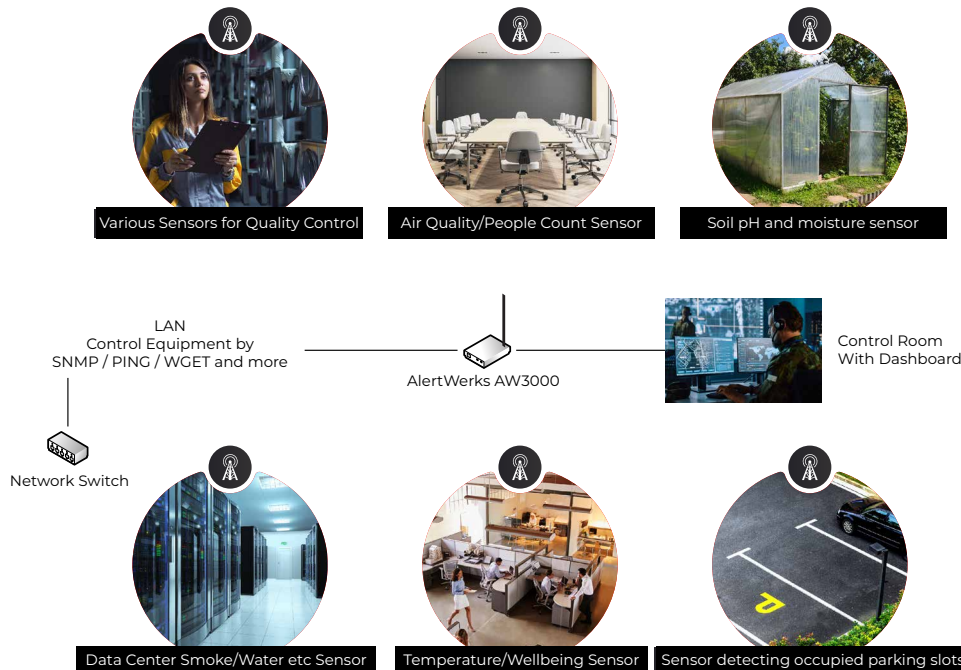 Various Sensors for Quality Control
Air Quality/People Count Sensor
Soil pH and moisture sensor
LAN
Control Equipment by
SNMP / PING / WGET and more
AlertWerks AW3000
Control Room
With Dashboard
Network Switch
Data Center Smoke/Water etc Sensor
Temperature/Wellbeing Sensor
Sensor detecting occupied parking slots
P